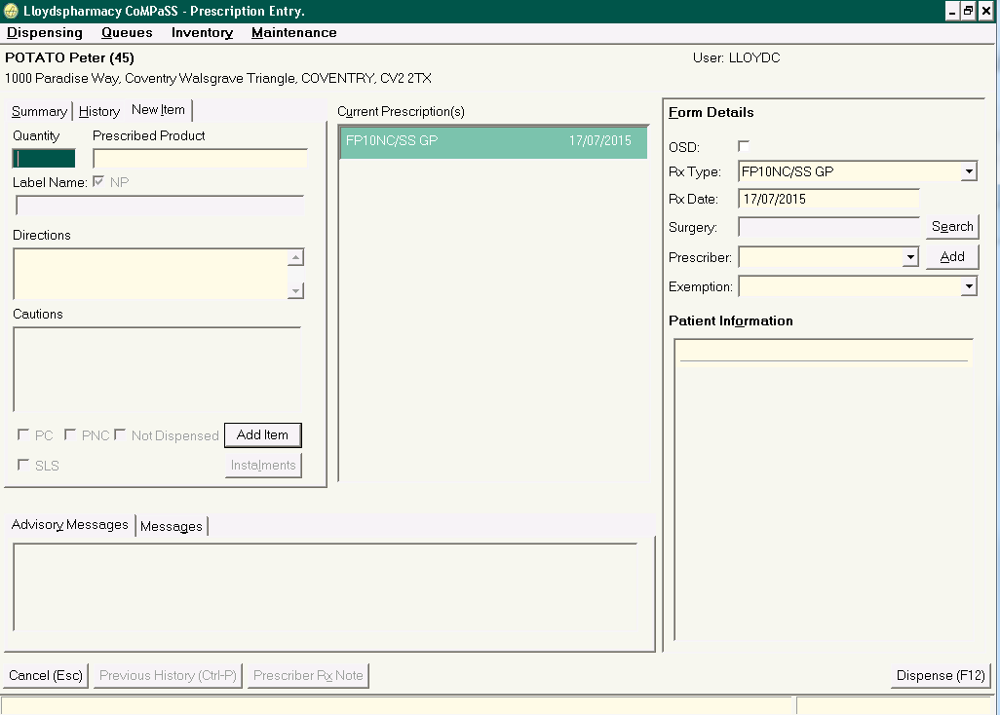 Lloydspharmacy CoMPaSS - Prescription Entry.
Dispensing Queues Inventory Maintenance
POTATO Peter (45)
User: LLOYDC
1000 Paradise Way, Coventry Walsgrave Triangle, COVENTRY, CV2 2TX
Summary History New Item
Quantity Prescribed Product
Label Name: NP
Directions
Cautions
PC PNC Not Dispensed Add Item
SLS Instalments
Current Prescription(s)
FP10NC/SS GP 17/07/2015
Form Details
OSD:
Rx Type: FP10NC/SS GP
Rx Date: 17/07/2015
Surgery: Search
Prescriber: Add
Exemption:
Patient Information
Advisory Messages Messages
Cancel (Esc) Previous History (Ctrl-P) Prescriber Rx Note Dispense (F12)